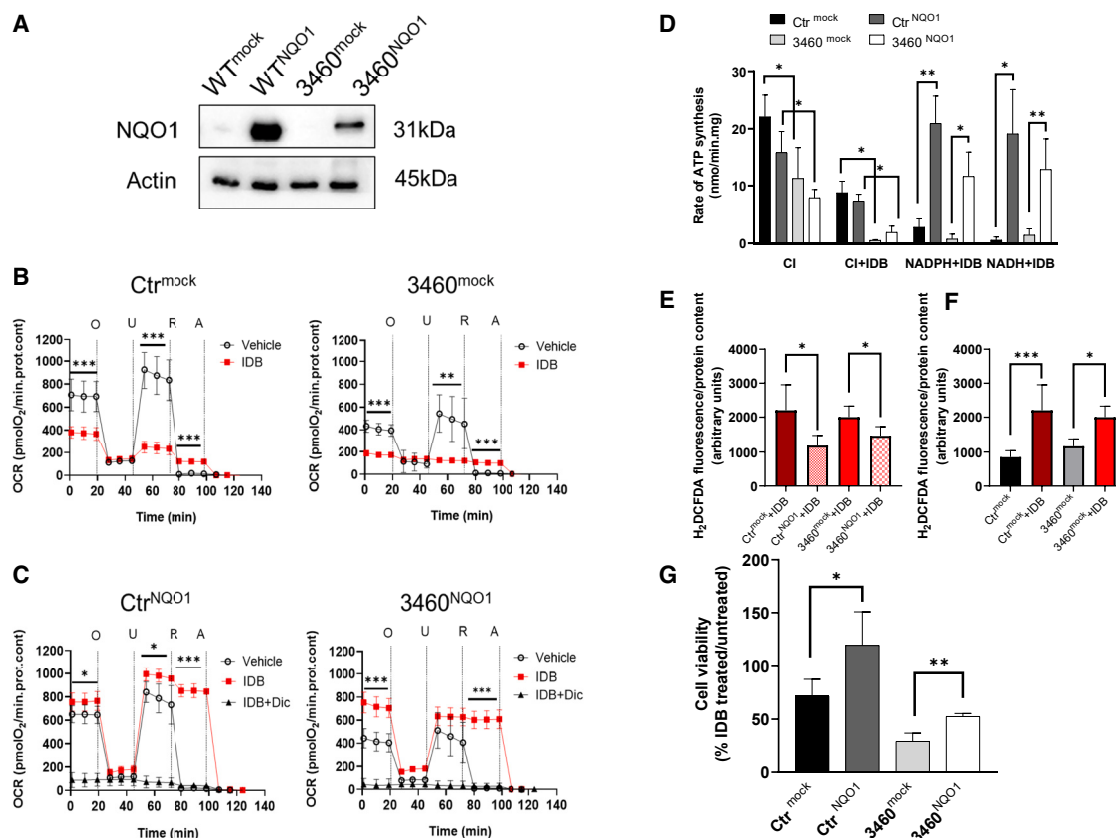 A
WT^mock WT^NQO1 3460^mock 3460^NQO1
NQO1 31kDa
Actin 45kDa
B
Ctr^mock
O U R A
OCR (pmolO₂/min.prot.cont)
1200
1000
800
600
400
200
0
*** *** ***
Vehicle
IDB
0 20 40 60 80 100 120 140
Time (min)
3460^mock
O U R A
OCR (pmolO₂/min.prot.cont)
1200
1000
800
600
400
200
0
*** ** ***
Vehicle
IDB
0 20 40 60 80 100 120 140
Time (min)
C
Ctr^NQO1
O U R A
OCR (pmolO₂/min.prot.cont)
1200
1000
800
600
400
200
0
* * ***
Vehicle
IDB
IDB+Dic
0 20 40 60 80 100 140
Time (min)
3460^NQO1
O U R A
OCR (pmolO₂/min.prot.cont)
1200
1000
800
600
400
200
0
*** ***
Vehicle
IDB
IDB+Dic
0 20 40 60 80 100 140
Time (min)
D
Ctr^mock Ctr^NQO1
3460^mock 3460^NQO1
Rate of ATP synthesis
(nmo/min.mg)
30
20
10
0
* * * * ** * * **
CI CI+IDB NADPH+IDB NADH+IDB
E
H₂DCFDA fluorescence/protein content
(arbitrary units)
4000
3000
2000
1000
0
* *
Ctr^mock+IDB
Ctr^NQO1+IDB
3460^mock+IDB
3460^NQO1+IDB
F
H₂DCFDA fluorescence/protein content
(arbitrary units)
4000
3000
2000
1000
0
*** *
Ctr^mock
Ctr^mock+IDB
3460^mock
3460^mock+IDB
G
Cell viability
(% IDB treated/untreated)
200
150
100
50
0
* **
Ctr^mock
Ctr^NQO1
3460^mock
3460^NQO1